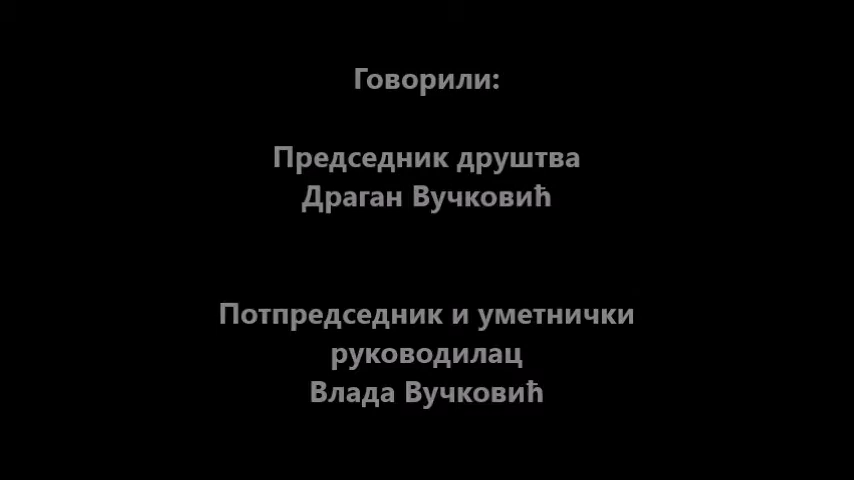 Говорили:
Председник друштва
Драган Вучковић
Потпредседник и уметнички
руководилац
Влада Вучковић